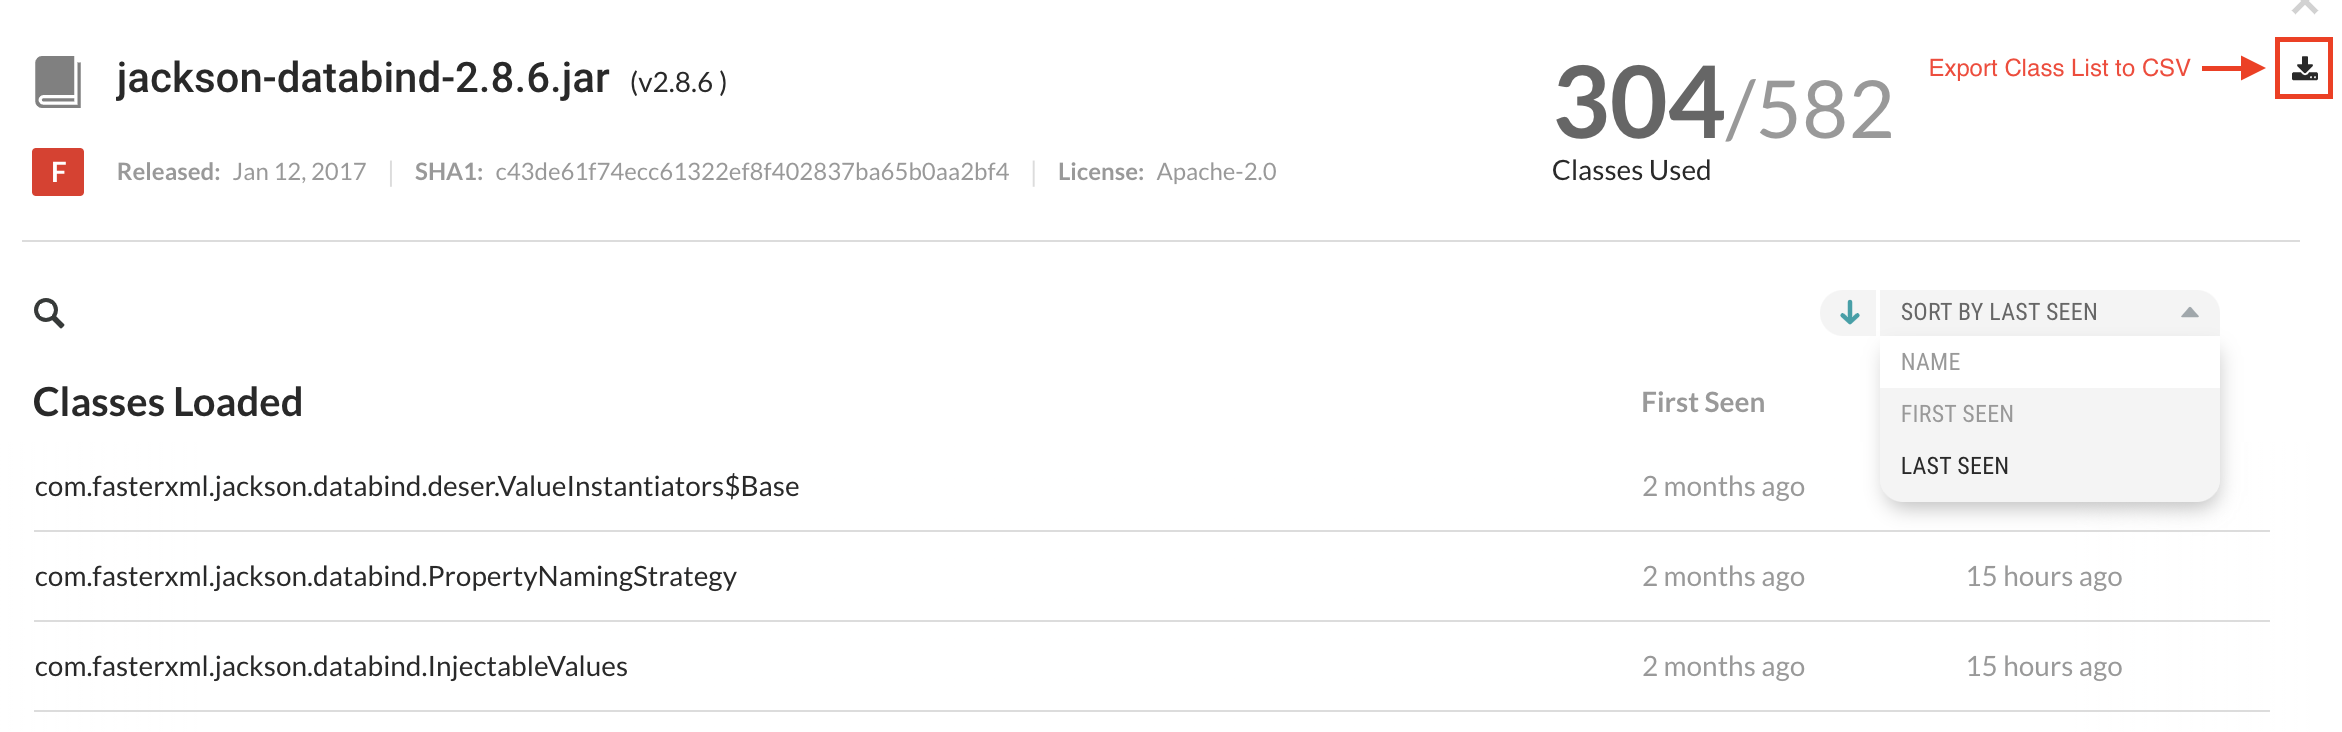 jackson-databind-2.8.6.jar (v2.8.6 )
304/582
Classes Used
Export Class List to CSV
F
Released: Jan 12, 2017 | SHA1: c43de61f74ecc61322ef8f402837ba65b0aa2bf4 | License: Apache-2.0
SORT BY LAST SEEN
NAME
FIRST SEEN
LAST SEEN
Classes Loaded First Seen
com.fasterxml.jackson.databind.deser.ValueInstantiators$Base 2 months ago
com.fasterxml.jackson.databind.PropertyNamingStrategy 2 months ago 15 hours ago
com.fasterxml.jackson.databind.InjectableValues 2 months ago 15 hours ago